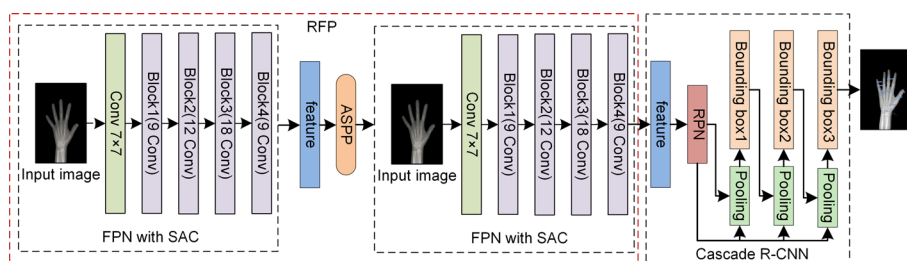 RFP
Input image
Conv 7×7
Block1(9 Conv)
Block2(12 Conv)
Block3(18 Conv)
Block4(9 Conv)
FPN with SAC
feature
ASPP
Input image
Conv 7×7
Block1(9 Conv)
Block2(12 Conv)
Block3(18 Conv)
Block4(9 Conv)
FPN with SAC
feature
RPN
Bounding box1
Bounding box2
Bounding box3
Pooling
Pooling
Pooling
Cascade R-CNN